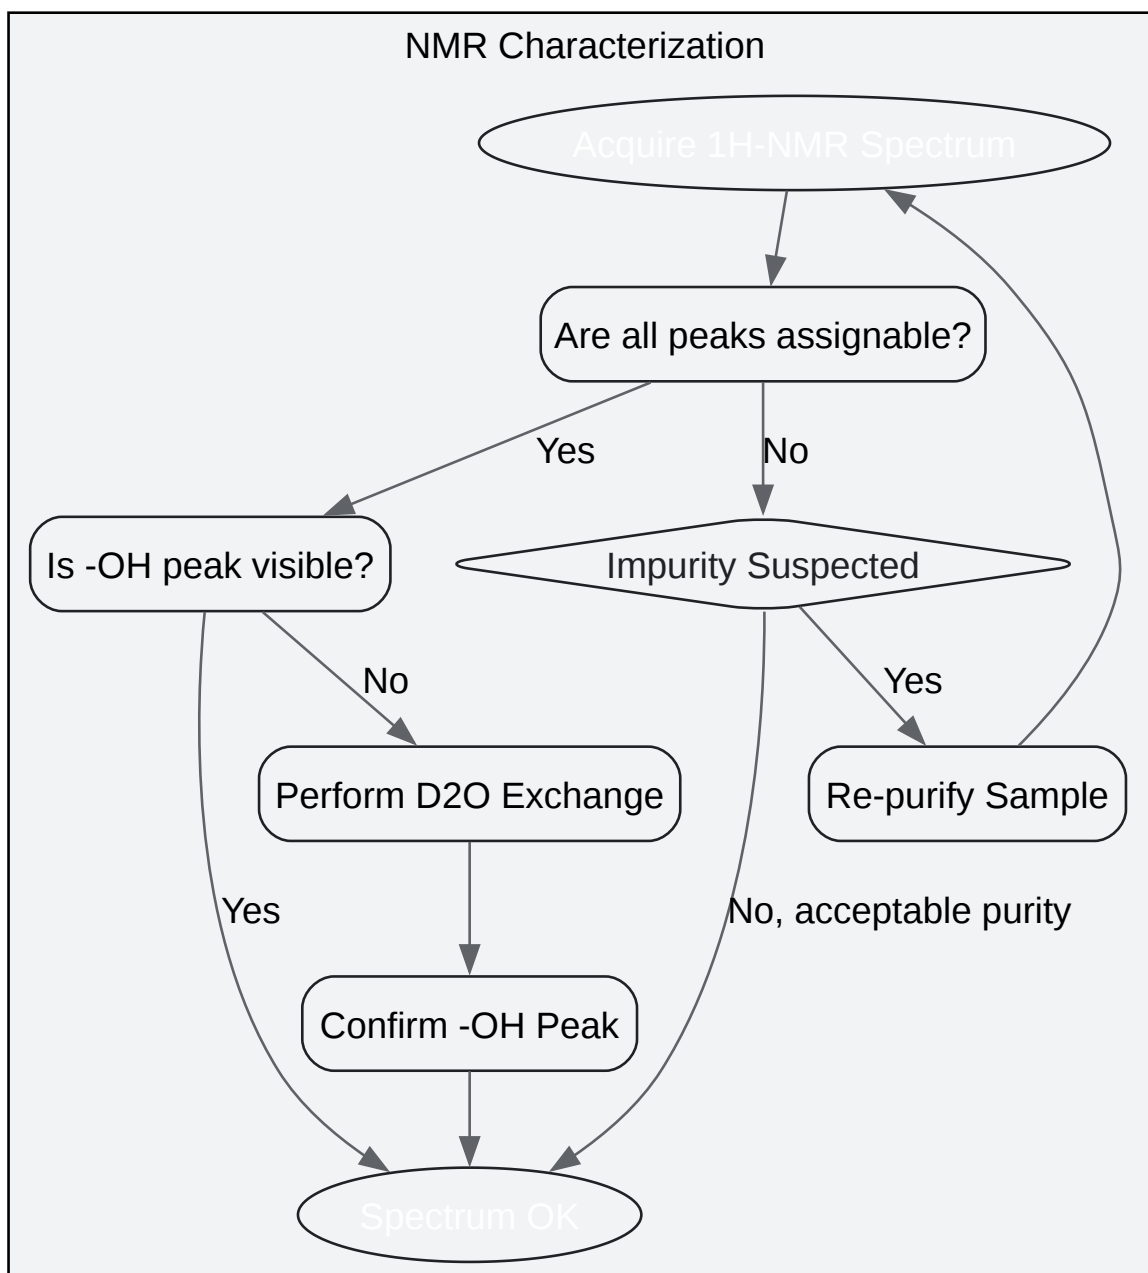 NMR Characterization
Acquire 1H-NMR Spectrum
Are all peaks assignable?
Yes
No
Is -OH peak visible?
Impurity Suspected
No
Yes
Perform D2O Exchange
Re-purify Sample
Yes
No, acceptable purity
Confirm -OH Peak
Spectrum OK